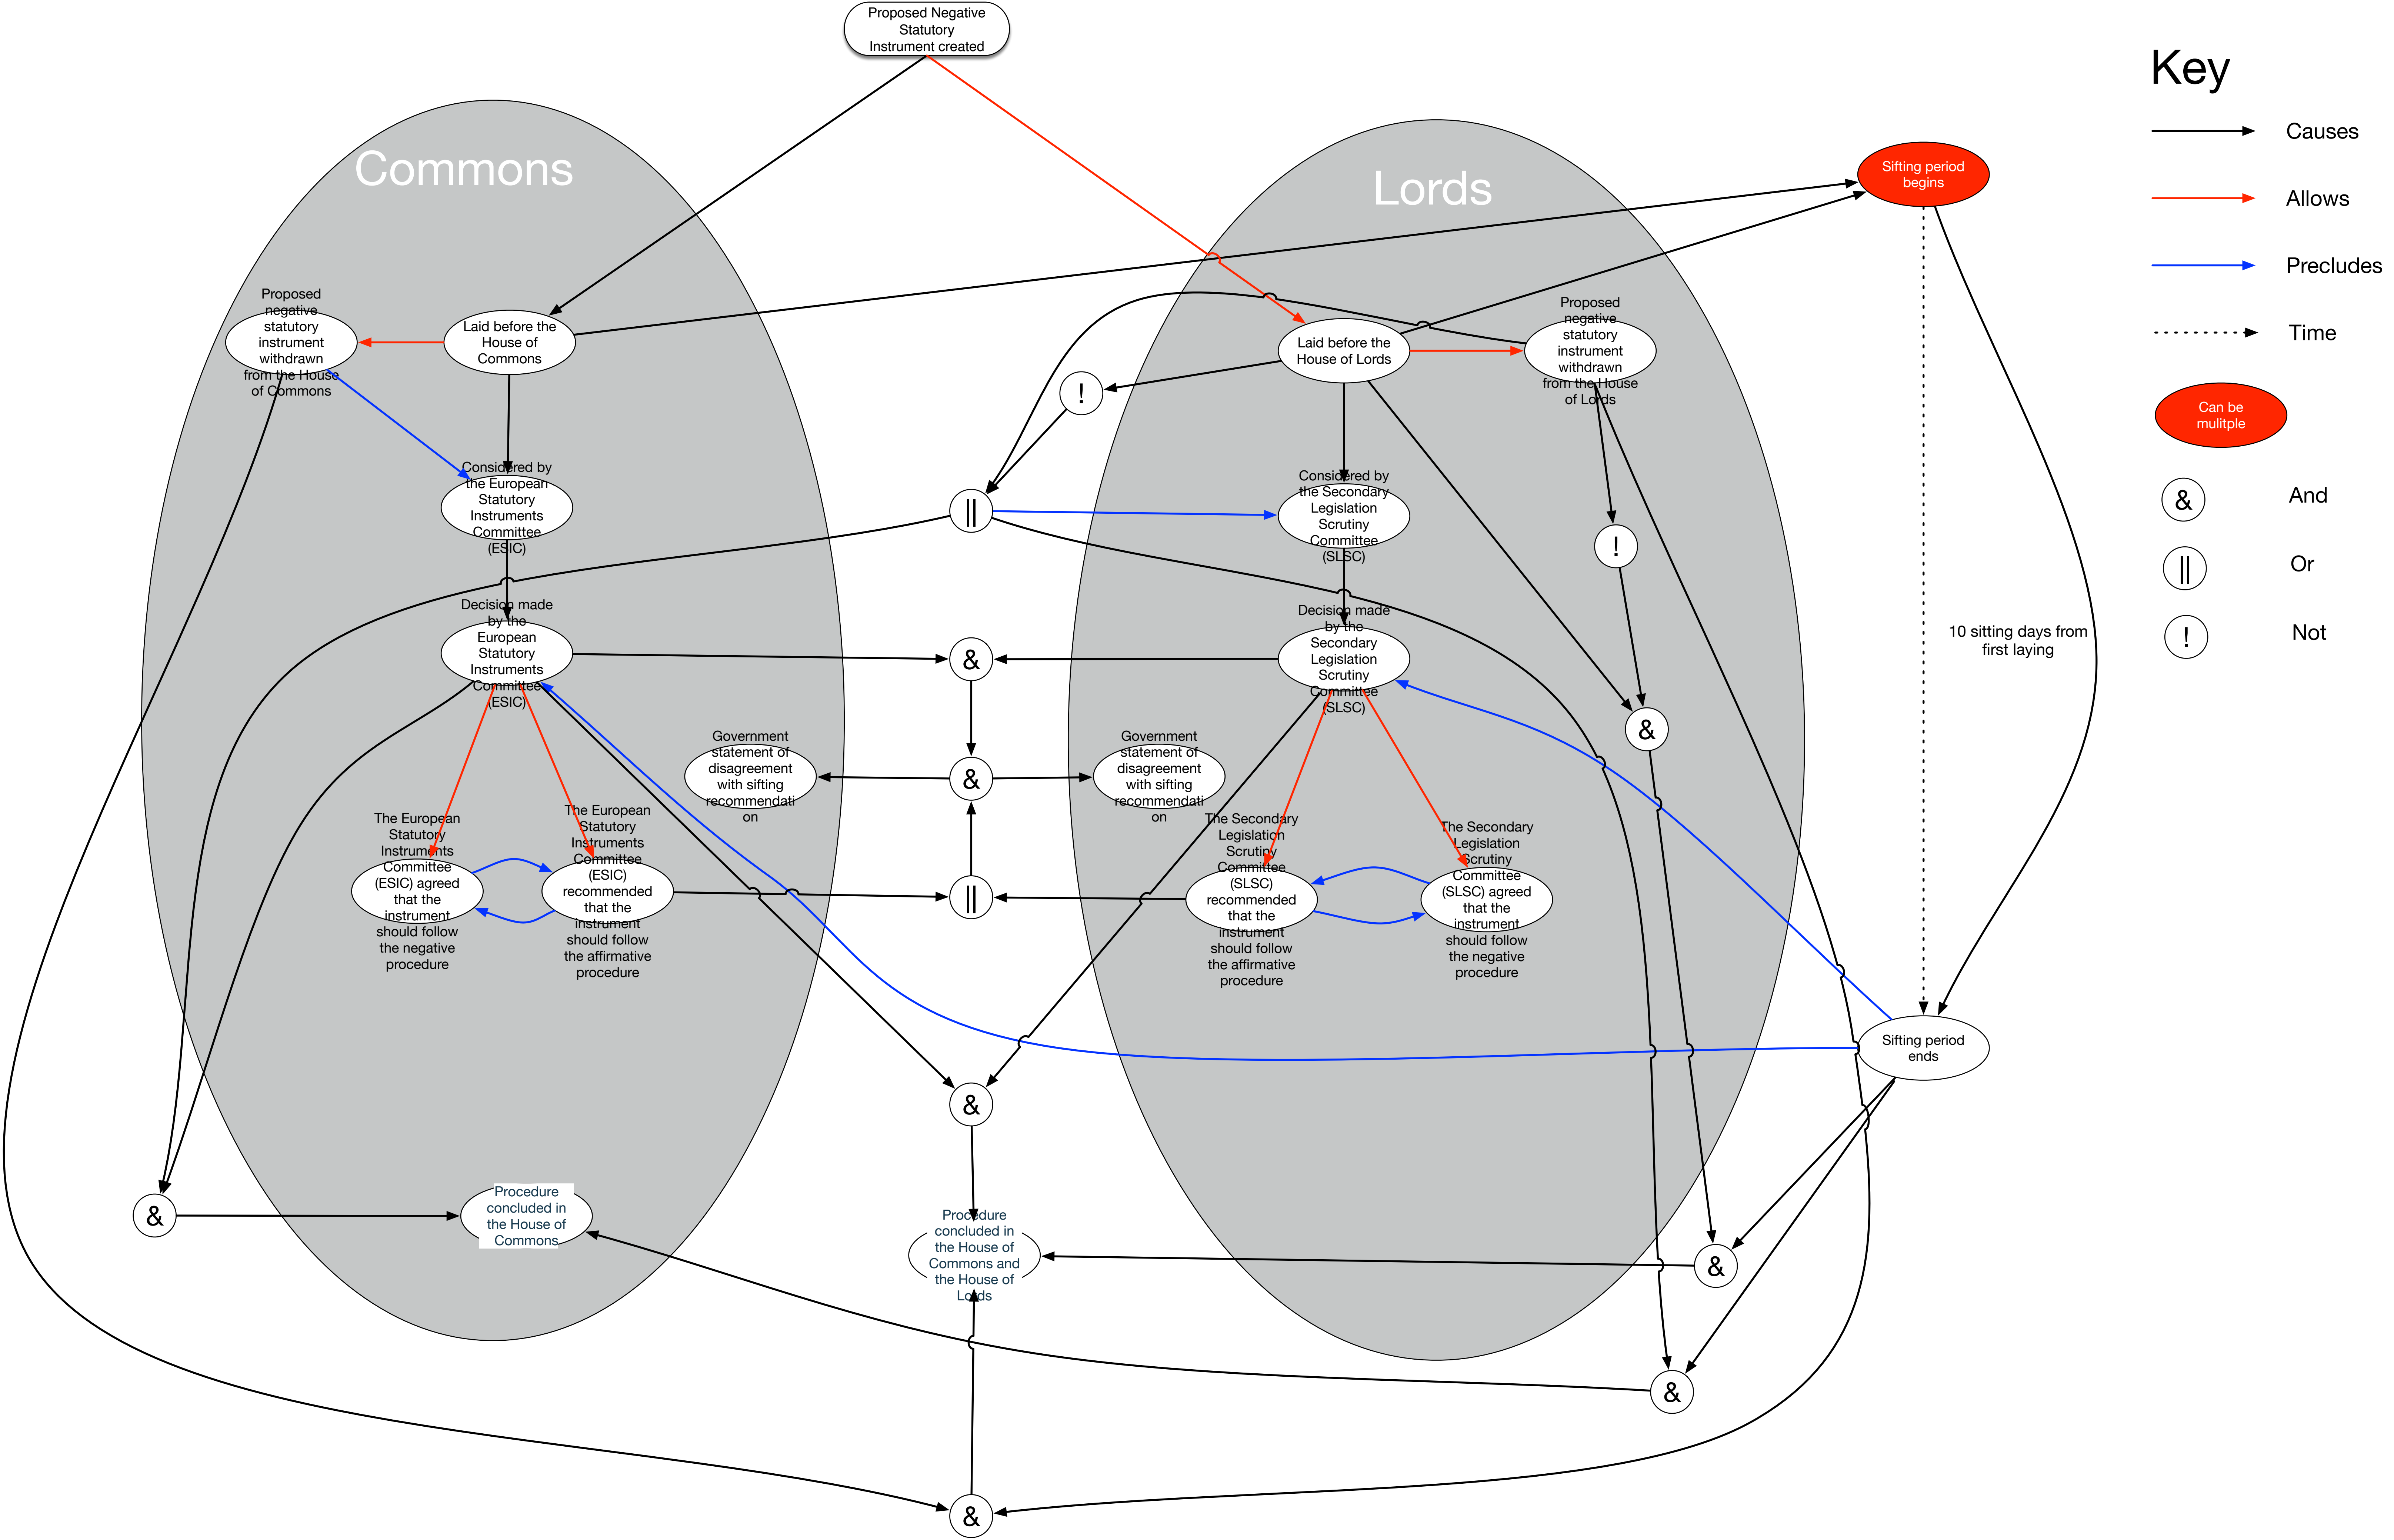 Proposed Negative
Statutory
Instrument created
Key
Causes
Allows
Precludes
Time
Can be
mulitple
&
And
||
Or
!
Not
Commons
Lords
Sifting period
begins
Proposed
negative
statutory
instrument
withdrawn
from the House
of Commons
Laid before the
House of
Commons
Laid before the
House of Lords
Proposed
negative
statutory
instrument
withdrawn
from the House
of Lords
!
Considered by
the European
Statutory
Instruments
Committee
(ESIC)
||
Considered by
the Secondary
Legislation
Scrutiny
Committee
(SLSC)
!
Decision made
by the
European
Statutory
Instruments
Committee
(ESIC)
&
Decision made
by the
Secondary
Legislation
Scrutiny
Committee
(SLSC)
10 sitting days from
first laying
&
Government
statement of
disagreement
with sifting
recommendati
on
&
Government
statement of
disagreement
with sifting
recommendati
on
The European
Statutory
Instruments
Committee
(ESIC) agreed
that the
instrument
should follow
the negative
procedure
The European
Statutory
Instruments
Committee
(ESIC)
recommended
that the
instrument
should follow
the affirmative
procedure
||
The Secondary
Legislation
Scrutiny
Committee
(SLSC)
recommended
that the
instrument
should follow
the affirmative
procedure
The Secondary
Legislation
Scrutiny
Committee
(SLSC) agreed
that the
instrument
should follow
the negative
procedure
Sifting period
ends
&
&
Procedure
concluded in
the House of
Commons
Procedure
concluded in
the House of
Commons and
the House of
Lords
&
&
&